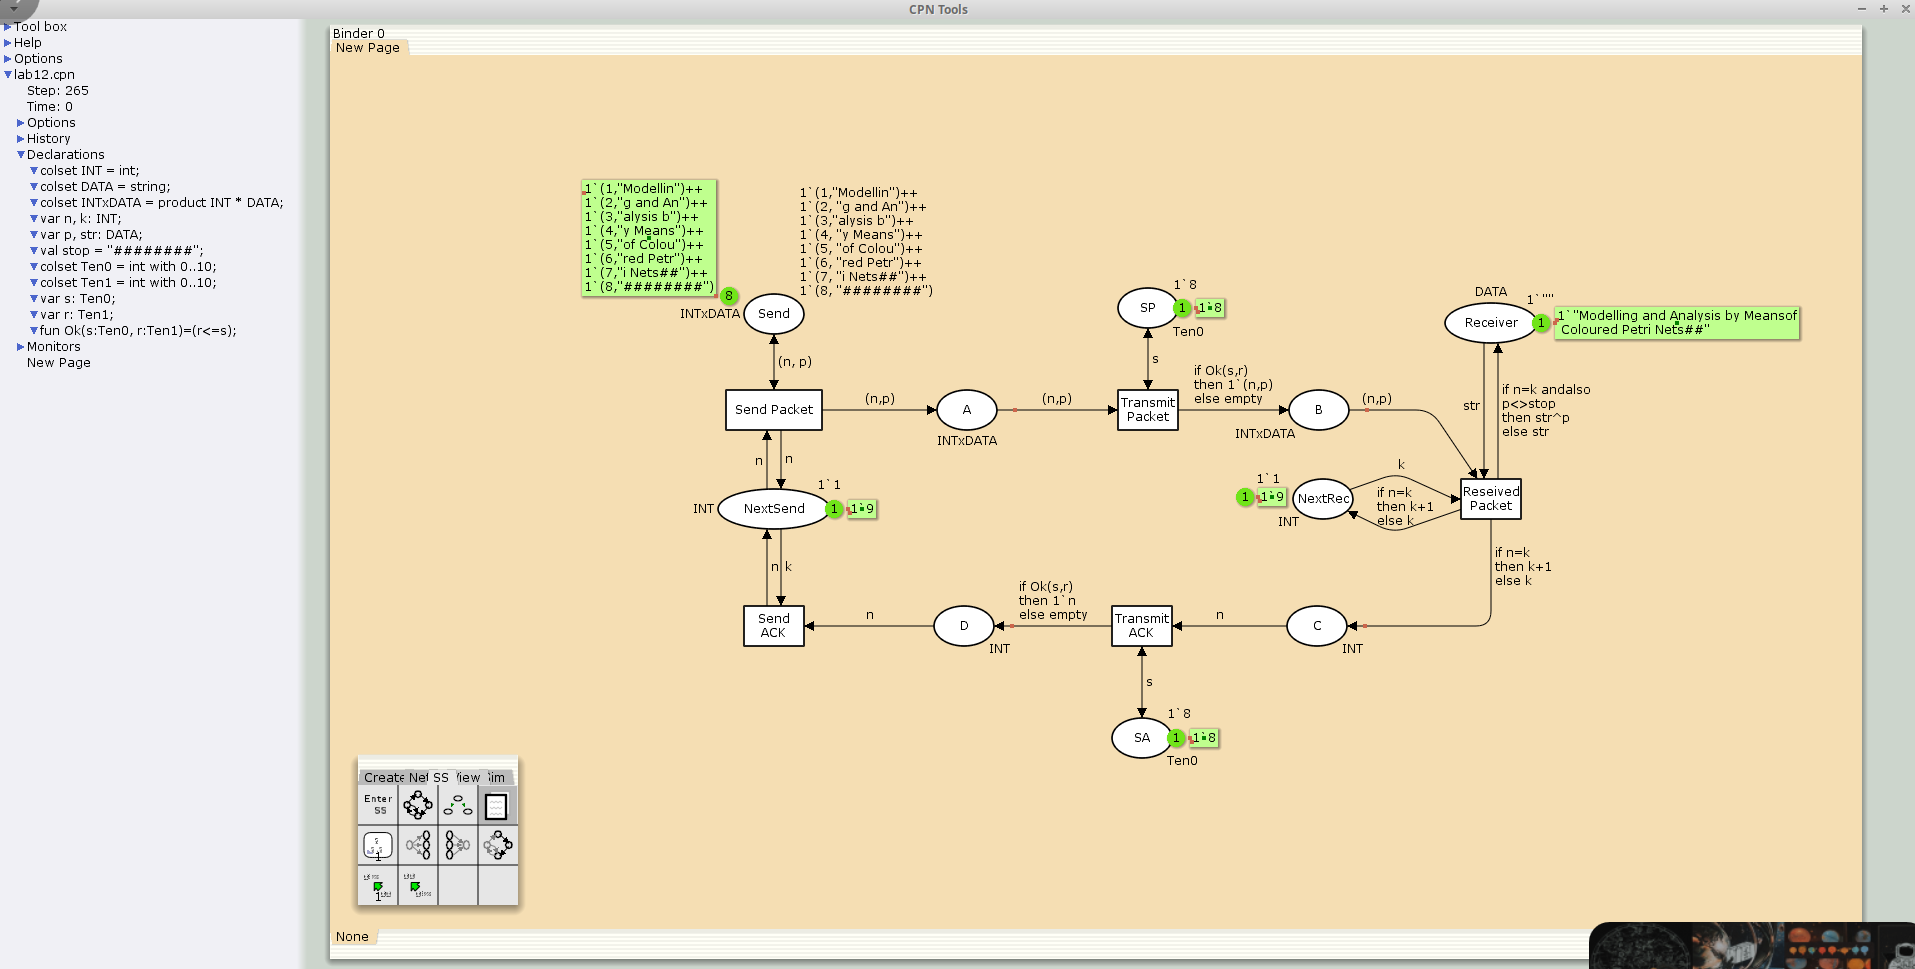 CPN Tools
Tool box
Help
Options
lab12.cpn
Step: 265
Time: 0
Options
History
Declarations
colset INT = int;
colset DATA = string;
colset INTxDATA = product INT * DATA;
var n, k: INT;
var p, str: DATA;
val stop = "########";
colset Ten0 = int with 0..10;
colset Ten1 = int with 0..10;
var s: Ten0;
var r: Ten1;
fun Ok(s:Ten0, r:Ten1)=(r<=s);
Monitors
New Page
Binder 0
New Page
1`(1,"Modellin")++
1`(2,"g and An")++
1`(3,"alysis b")++
1`(4,"y Means")++
1`(5,"of Colou")++
1`(6,"red Petr")++
1`(7,"i Nets##")++
1`(8,"########")
8
1`(1,"Modellin")++
1`(2, "g and An")++
1`(3,"alysis b")++
1`(4, "y Means")++
1`(5, "of Colou")++
1`(6, "red Petr")++
1`(7, "i Nets##")++
1`(8, "########")
INTxDATA
Send
(n, p)
Send Packet
(n,p)
A
INTxDATA
(n,p)
1`8
SP
1
1`8
Ten0
s
Transmit
Packet
if Ok(s,r)
then 1`(n,p)
else empty
B
INTxDATA
(n,p)
DATA
1`""
Receiver
1
1`"Modelling and Analysis by Meansof
Coloured Petri Nets##"
str
if n=k andalso
p<>stop
then str^p
else str
n
n
1`1
INT
NextSend
1
1`9
1`1
1
1`9
NextRec
INT
k
if n=k
then k+1
else k
Reseived
Packet
if n=k
then k+1
else k
n
k
Send
ACK
n
D
INT
if Ok(s,r)
then 1`n
else empty
Transmit
ACK
n
C
INT
s
1`8
SA
1
1`8
Ten0
Create
Net
SS
View
Sim
Enter
SS
1
1
None